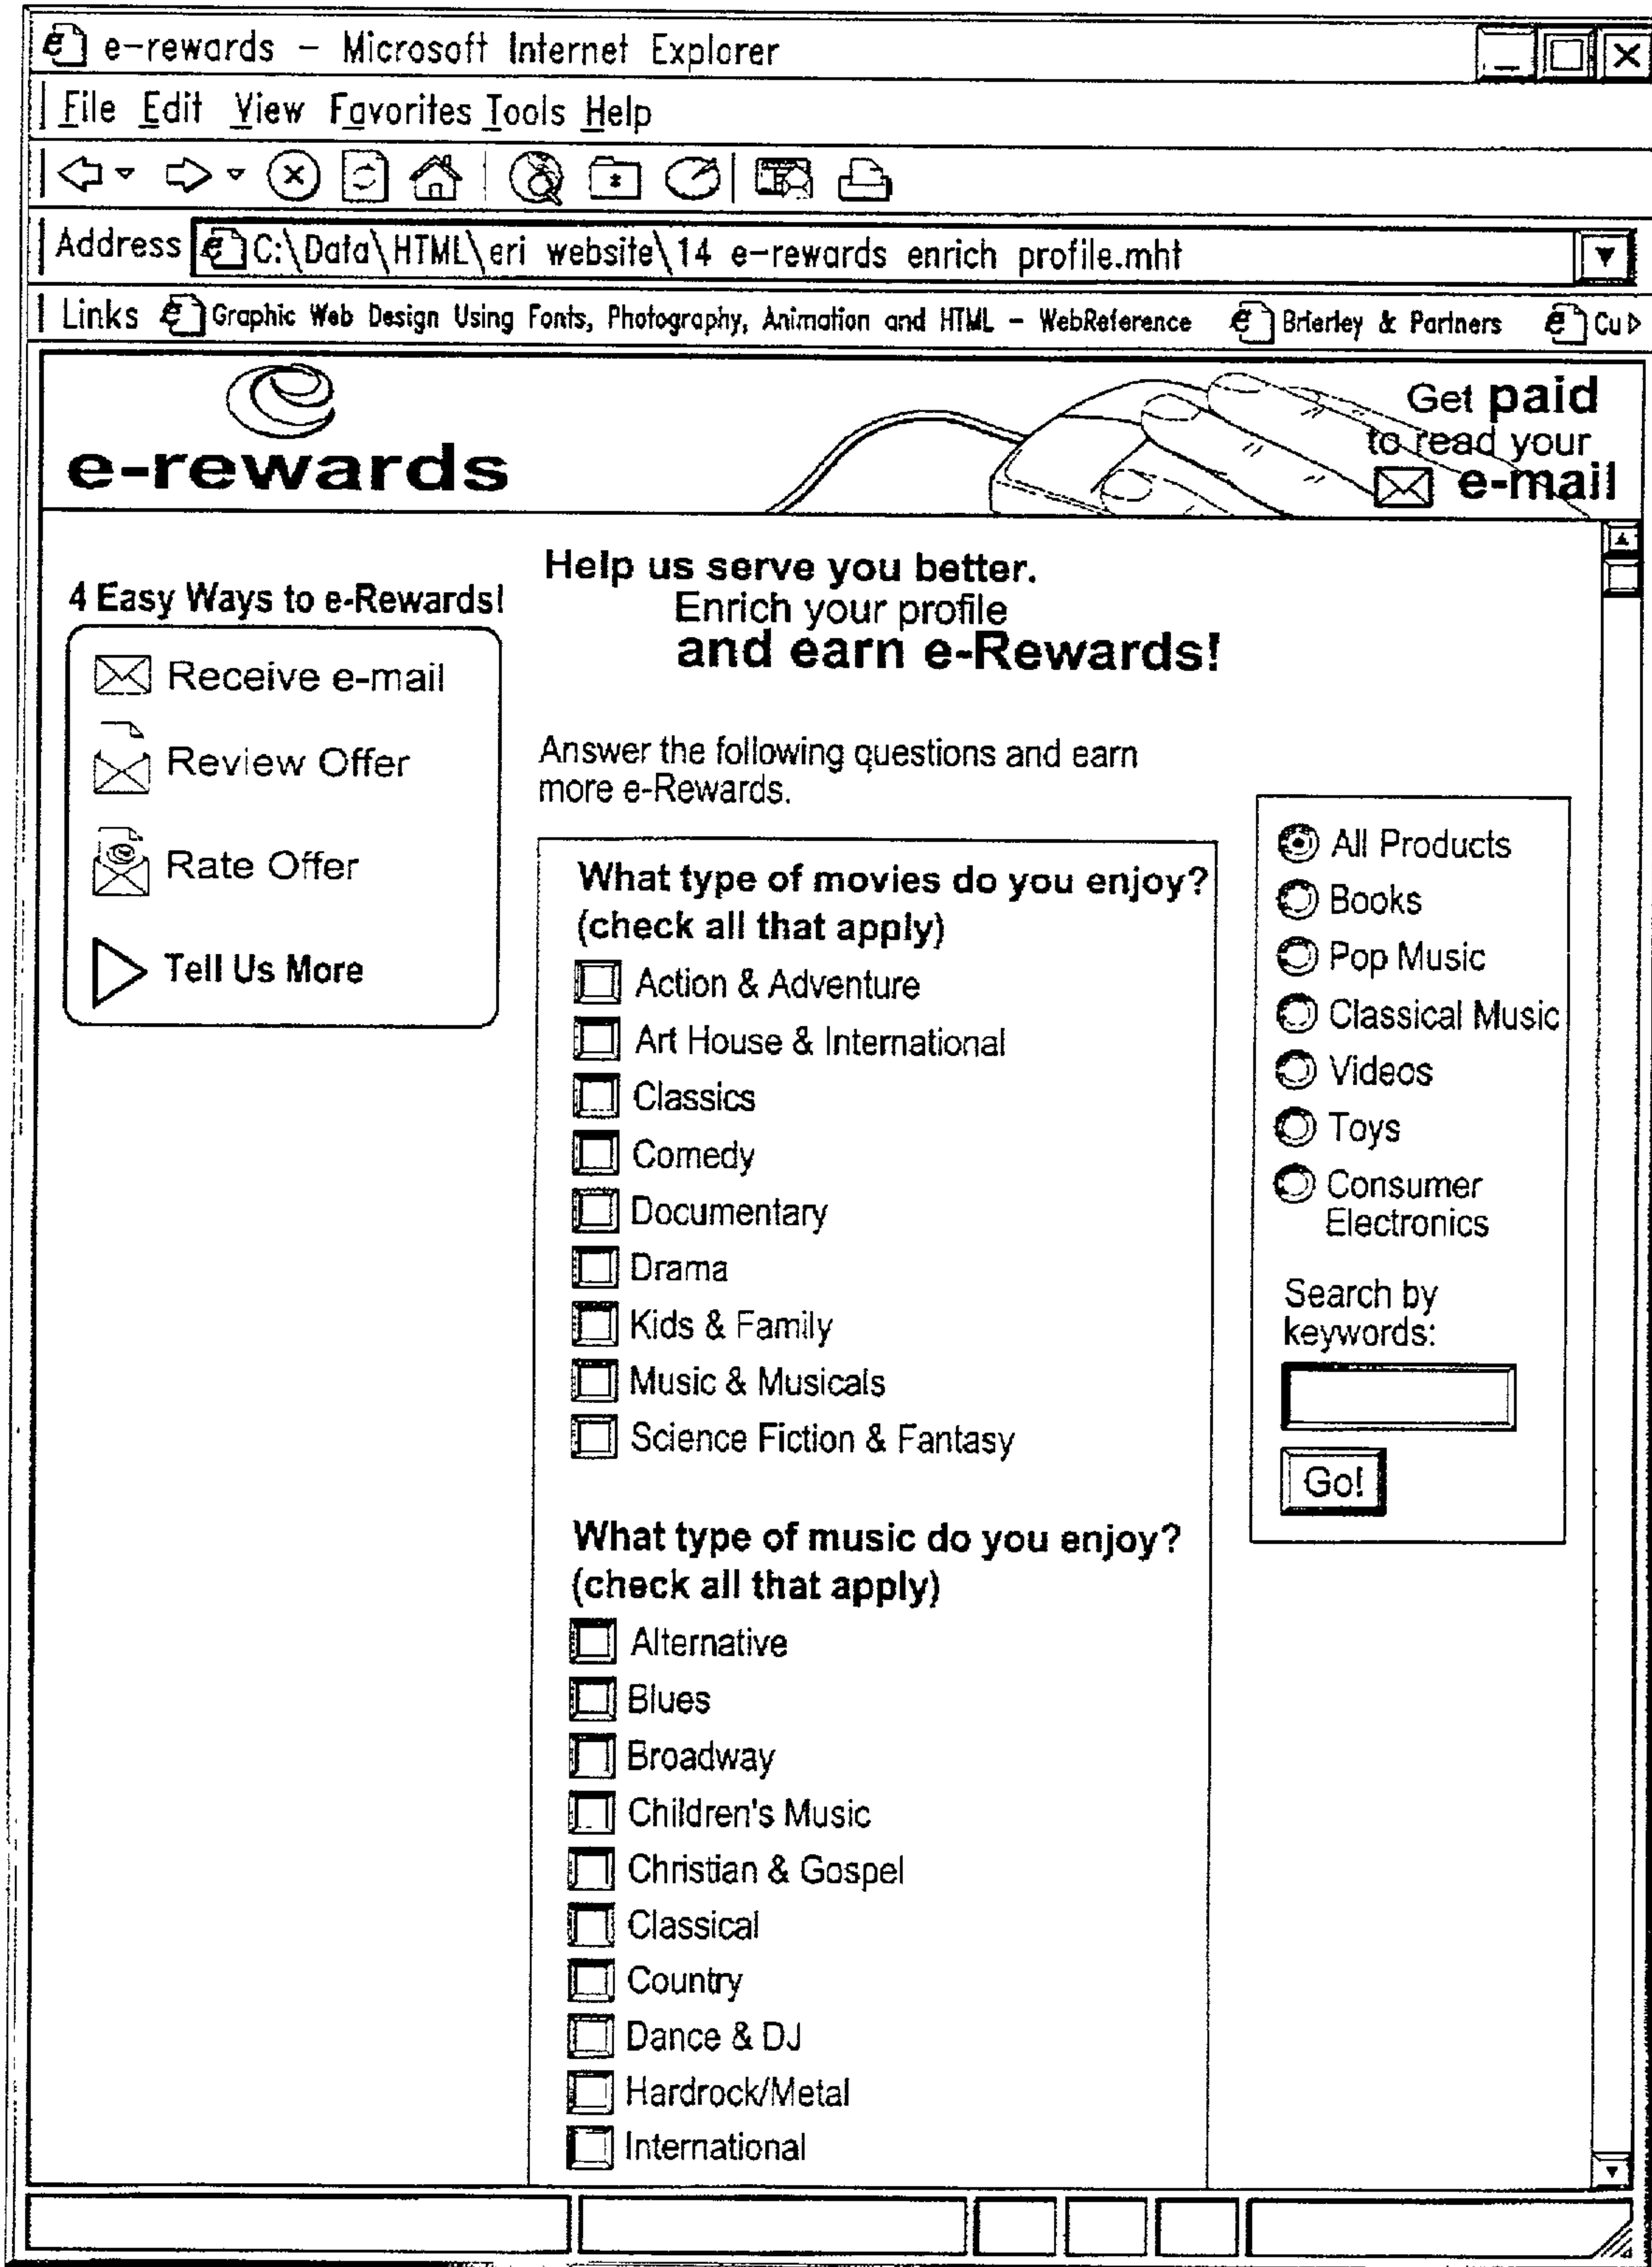 e-rewards - Microsoft Internet Explorer
File Edit View Favorites Tools Help
Address C:\Data\HTML\eri website\14 e-rewards enrich profile.mht
Links Graphic Web Design Using Fonts, Photography, Animation and HTML - WebReference Brierley & Partners Cu
e-rewards
Get paid
to read your
e-mail
4 Easy Ways to e-Rewards!
Receive e-mail
Review Offer
Rate Offer
Tell Us More
Help us serve you better.
Enrich your profile
and earn e-Rewards!
Answer the following questions and earn
more e-Rewards.
What type of movies do you enjoy?
(check all that apply)
Action & Adventure
Art House & International
Classics
Comedy
Documentary
Drama
Kids & Family
Music & Musicals
Science Fiction & Fantasy
What type of music do you enjoy?
(check all that apply)
Alternative
Blues
Broadway
Children's Music
Christian & Gospel
Classical
Country
Dance & DJ
Hardrock/Metal
International
All Products
Books
Pop Music
Classical Music
Videos
Toys
Consumer
Electronics
Search by
keywords:
Go!